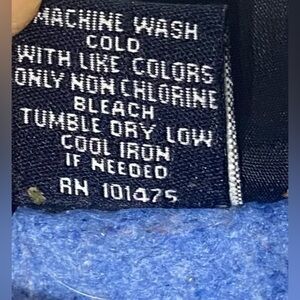 MACHINE WASH
COLD
WITH LIKE COLORS
ONLY NON CHLORINE
BLEACH
TUMBLE DRY LOW
COOL IRON
IF NEEDED
RN 101475